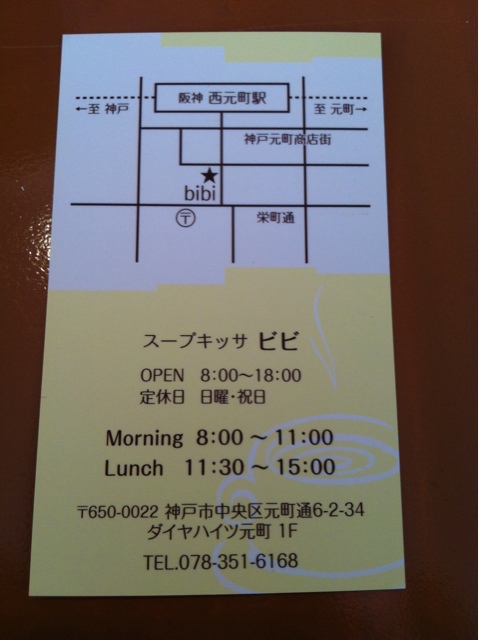 阪神 西元町駅
←至 神戸
至 元町→
神戸元町商店街
★
bibi
〒
栄町通
スープキッサ ビビ
OPEN 8:00～18:00
定休日 日曜・祝日
Morning 8:00 ～ 11:00
Lunch 11:30 ～ 15:00
〒650-0022 神戸市中央区元町通6-2-34
ダイヤハイツ元町 1F
TEL.078-351-6168